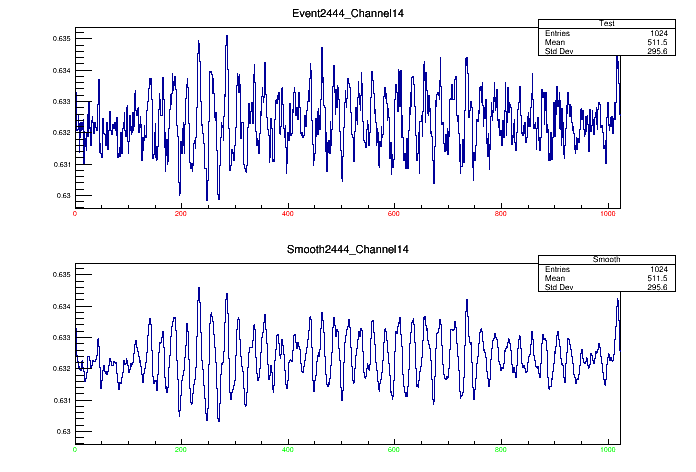 Event2444_Channel14
Test
Entries 1024
Mean 511.5
Std Dev 295.6
0.635
0.634
0.633
0.632
0.631
0.63
0 200 400 600 800 1000
Smooth2444_Channel14
Smooth
Entries 1024
Mean 511.5
Std Dev 295.6
0.635
0.634
0.633
0.632
0.631
0.63
0 200 400 600 800 1000